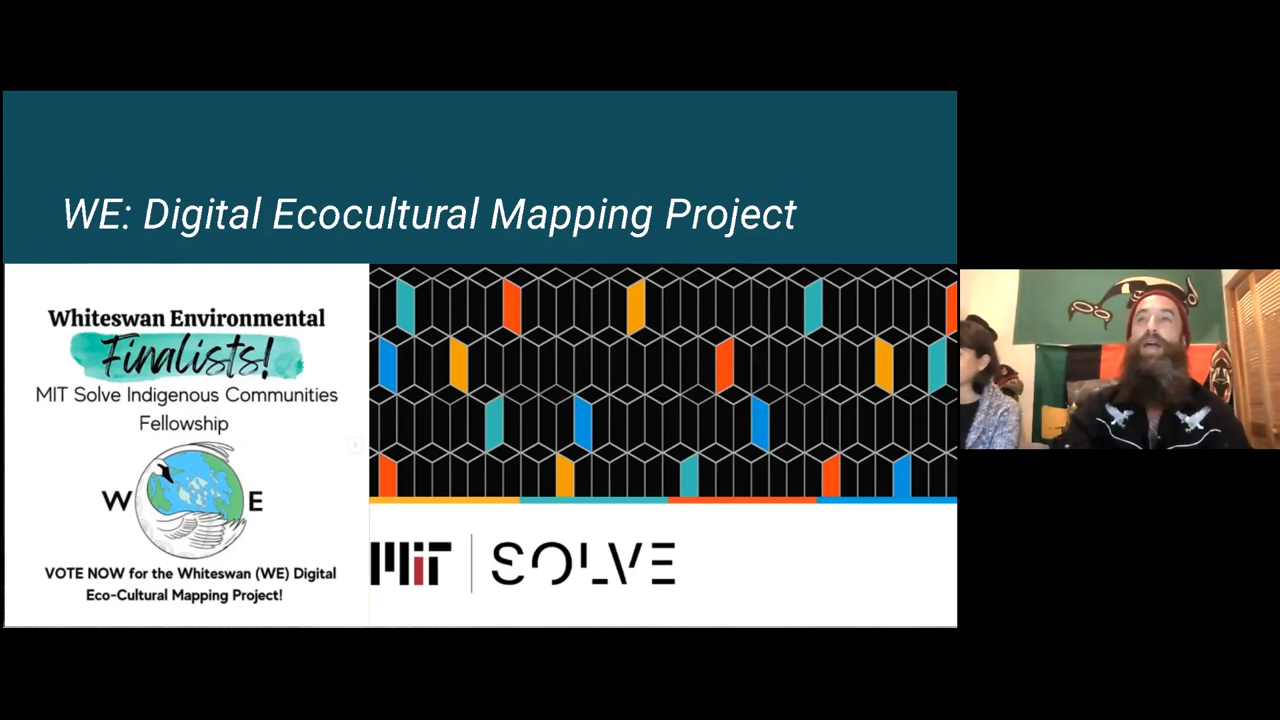 WE: Digital Ecocultural Mapping Project
Whiteswan Environmental
Finalists!
MIT Solve Indigenous Communities
Fellowship
W E
VOTE NOW for the Whiteswan (WE) Digital
Eco-Cultural Mapping Project!
MIT SOLVE